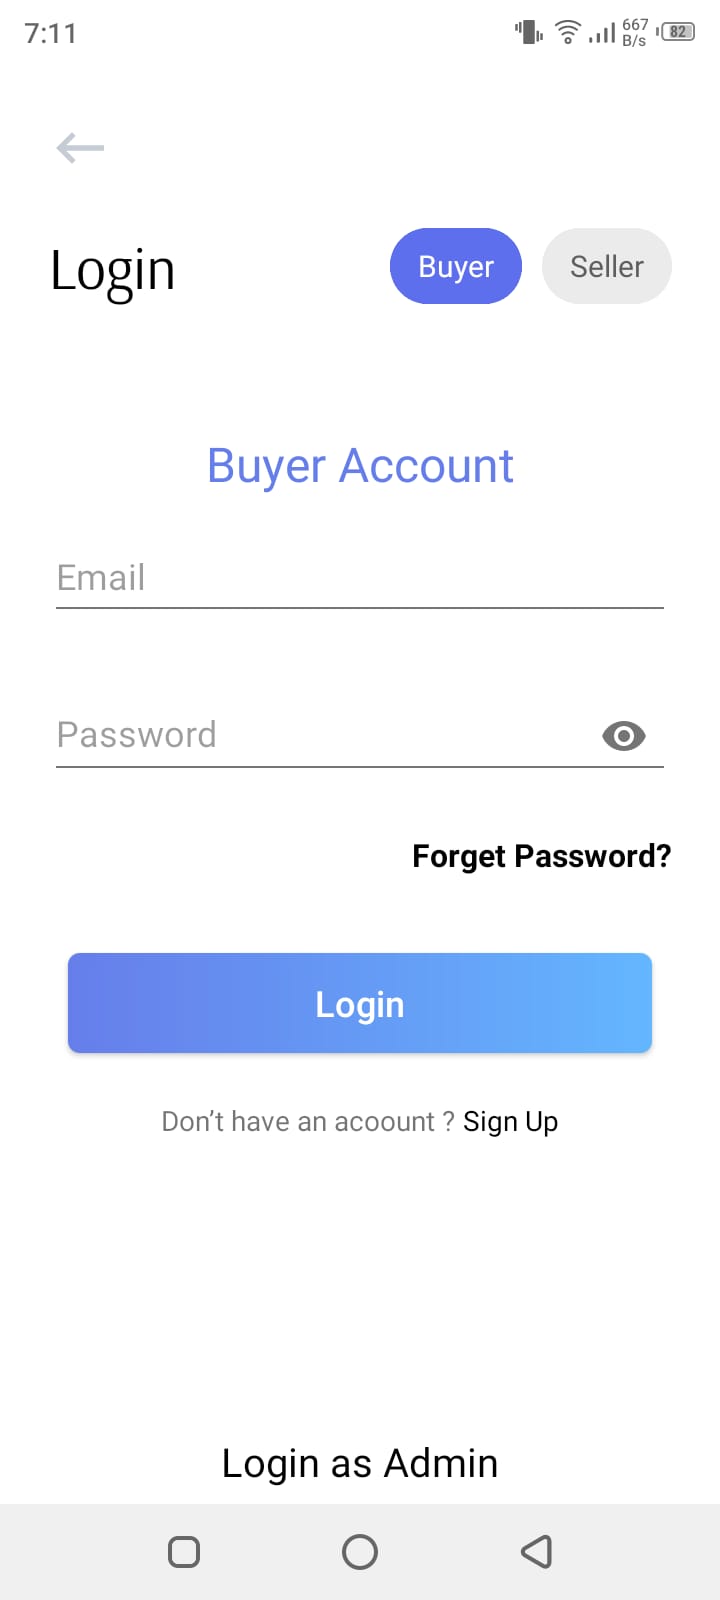 7:11
667
B/s
82
Login
Buyer
Seller
Buyer Account
Email
Password
Forget Password?
Login
Don’t have an acoount ? Sign Up
Login as Admin